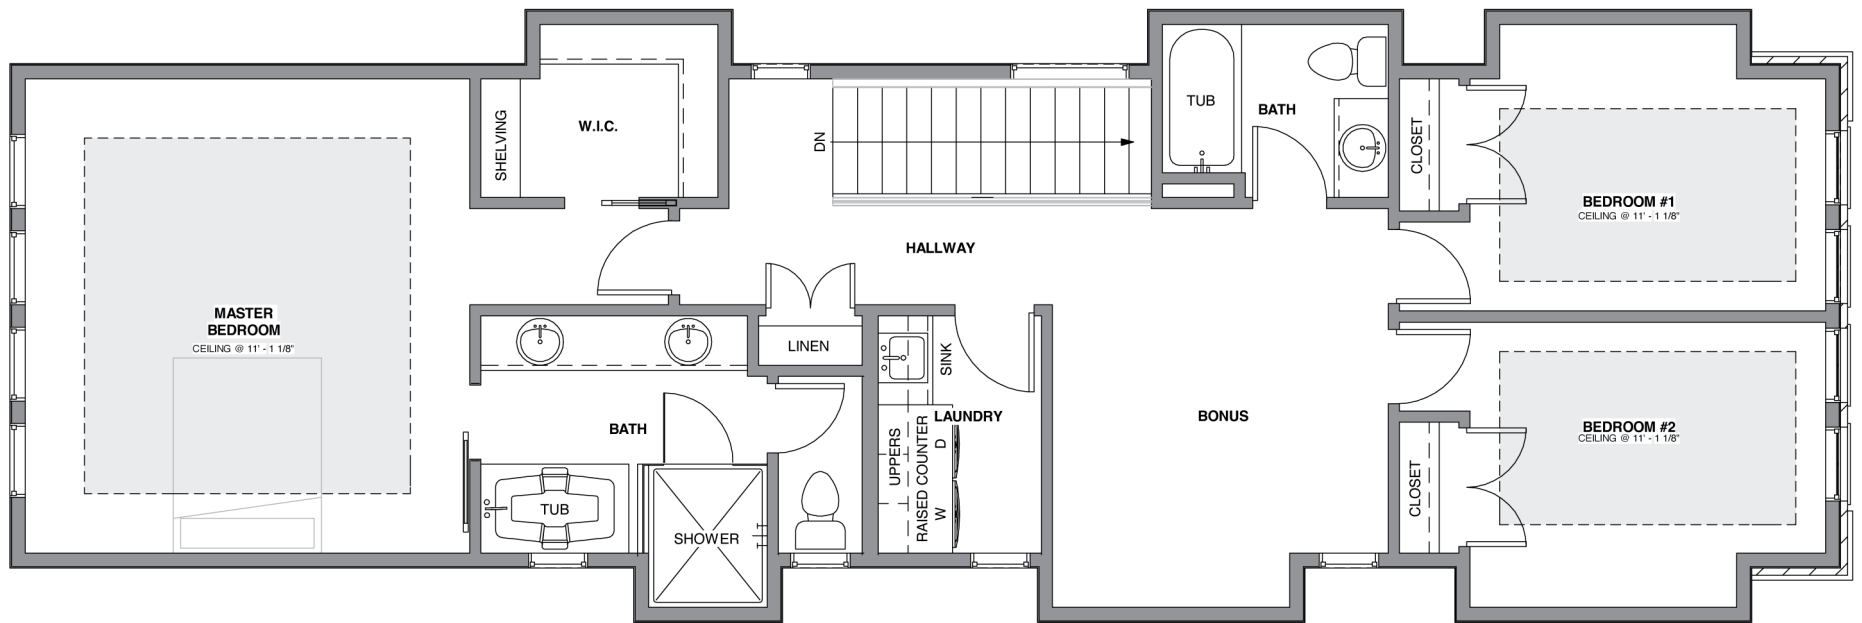 SHELVING
W.I.C.
DN
TUB
BATH
CLOSET
BEDROOM #1
CEILING @ 11' - 1 1/8"
HALLWAY
MASTER
BEDROOM
CEILING @ 11' - 1 1/8"
LINEN
SINK
LAUNDRY
UPPERS
RAISED COUNTER
W D
BONUS
BATH
BEDROOM #2
CEILING @ 11' - 1 1/8"
CLOSET
TUB
SHOWER